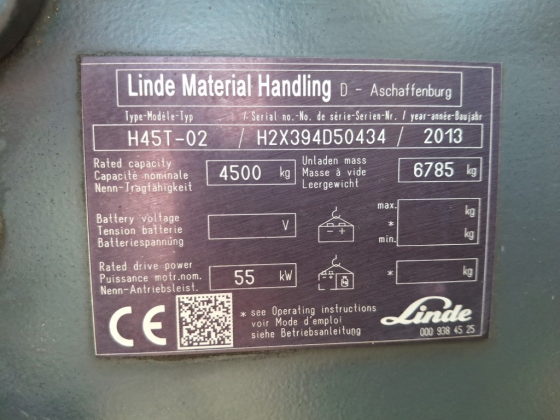 Linde Material Handling D - Aschaffenburg
Type-Modèle-Typ / Serial no.-No. de série-Serien-Nr. / year-année-Baujahr
H45T-02 / H2X394D50434 / 2013
Rated capacity
Capacité nominale
Nenn-Tragfähigkeit
4500 kg
Unladen mass
Masse à vide
Leergewicht
6785 kg
Battery voltage
Tension batterie
Batteriespannung
V
max. kg
*
min. kg
Rated drive power
Puissance motr.nom.
Nenn-Antriebsleist.
55 kW
* kg
CE
* see Operating instructions
voir Mode d'emploi
siehe Betriebsanleitung
Linde
000 938 45 25